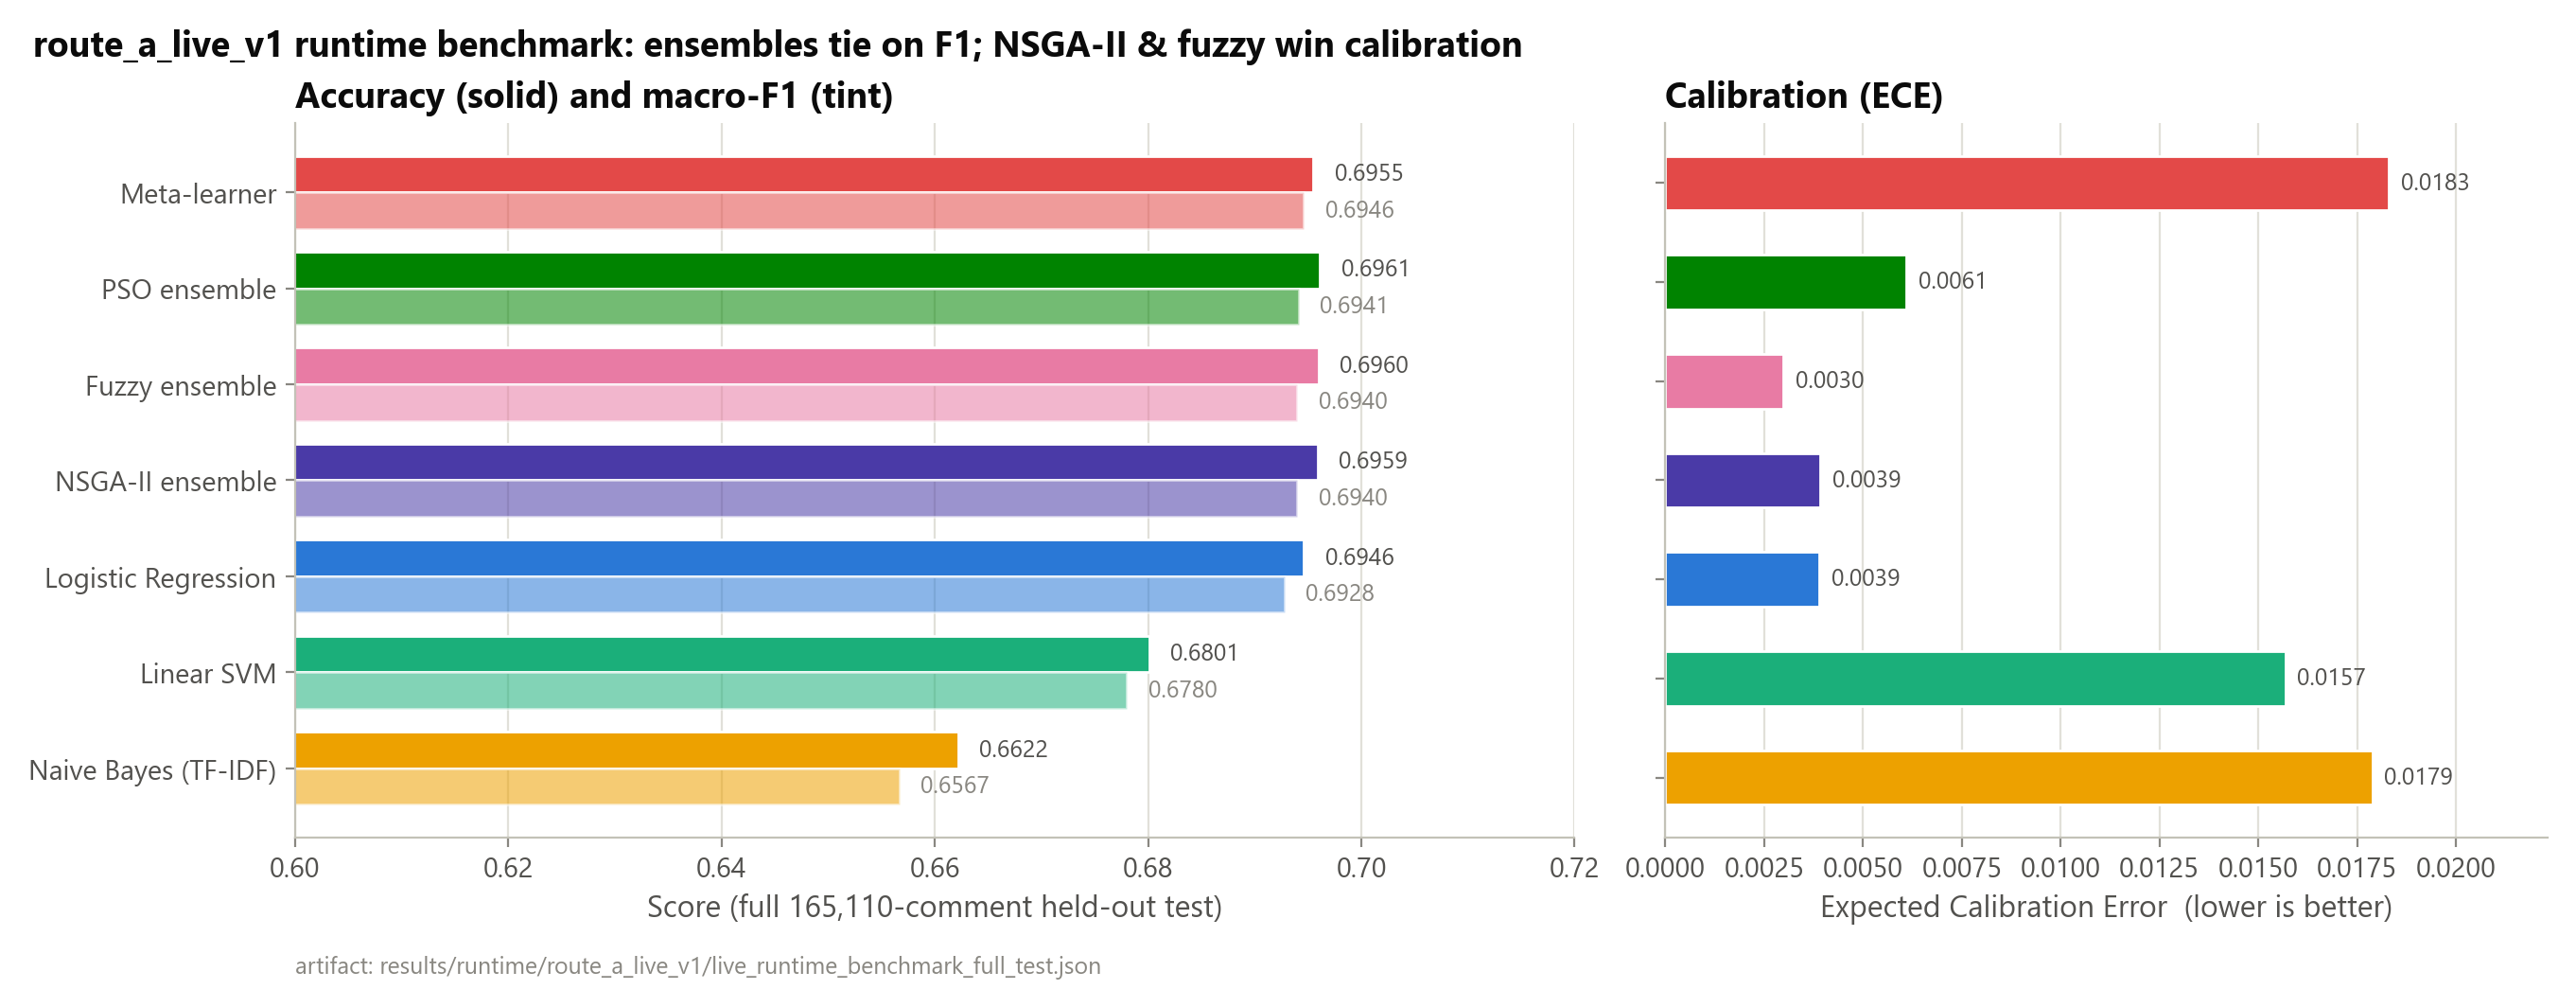 route_a_live_v1 runtime benchmark: ensembles tie on F1; NSGA-II & fuzzy win calibration
Accuracy (solid) and macro-F1 (tint)
Meta-learner
0.6955
0.6946
PSO ensemble
0.6961
0.6941
Fuzzy ensemble
0.6960
0.6940
NSGA-II ensemble
0.6959
0.6940
Logistic Regression
0.6946
0.6928
Linear SVM
0.6801
0.6780
Naive Bayes (TF-IDF)
0.6622
0.6567
0.60 0.62 0.64 0.66 0.68 0.70 0.72
Score (full 165,110-comment held-out test)
Calibration (ECE)
0.0183
0.0061
0.0030
0.0039
0.0039
0.0157
0.0179
0.0000 0.0025 0.0050 0.0075 0.0100 0.0125 0.0150 0.0175 0.0200
Expected Calibration Error (lower is better)
artifact: results/runtime/route_a_live_v1/live_runtime_benchmark_full_test.json